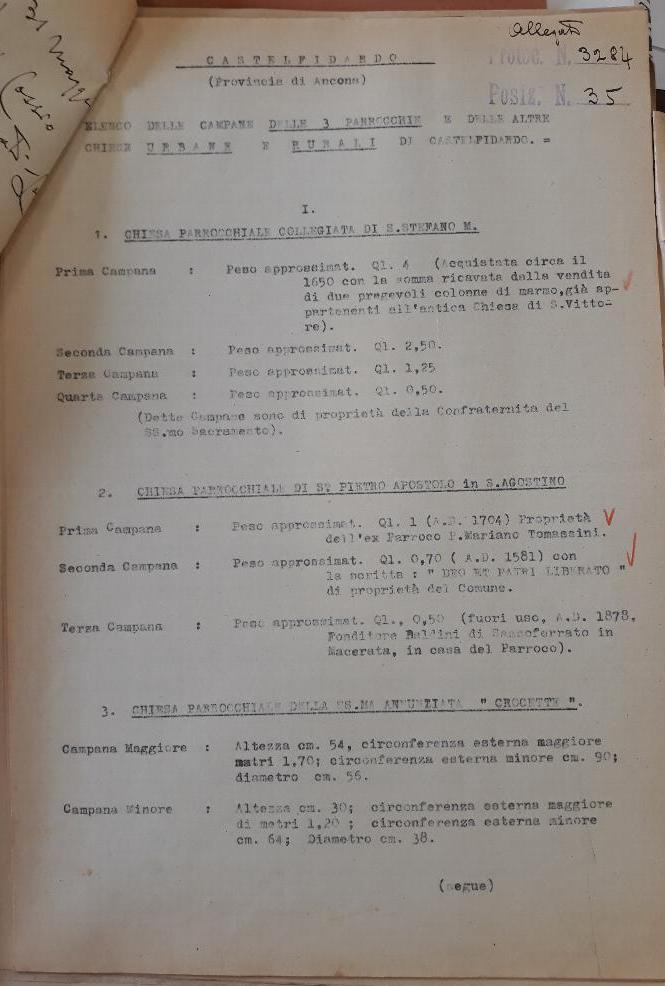 Allegato
Protoc. N. 3284
Posiz. N. 35
CASTELFIDARDO
(Provincia di Ancona)
ELENCO DELLE CAMPANE DELLE 3 PARROCCHIE E DELLE ALTRE
CHIESE URBANE E RURALI DI CASTELFIDARDO. =
I.
1. CHIESA PARROCCHIALE COLLEGIATA DI S.STEFANO M.
Prima Campana : Peso approssimat. Ql. 4 (Acquistata circa il
1650 con la somma ricavata dalla vendita
di due pregevoli colonne di marmo,già ap-
partenenti all'antica Chiesa di S.Vitto-
re).
Seconda Campana : Peso approssimat. Ql. 2,50.
Terza Campana : Peso approssimat. Ql. 1,25
Quarta Campana : Peso approssimat. Ql. 0,50.
(Dette Campane sono di proprietà della Confraternita del
SS.mo Sacramento).
2. CHIESA PARROCCHIALE DI S. PIETRO APOSTOLO in S.AGOSTINO
Prima Campana : Peso approssimat. Ql. 1 (A.D. 1704) Proprietà
dell'ex Parroco P.Mariano Tomassini.
Seconda Campana : Peso approssimat. Ql. 0,70 ( A.D. 1581) con
la scritta : " DEO ET PATRI LIBERATO "
di proprietà del Comune.
Terza Campana : Peso approssimat. Ql., 0,50 (fuori uso, A.D. 1878,
Fonditore Baldini di Sassoferrato in
Macerata, in casa del Parroco).
3. CHIESA PARROCCHIALE DELLA SS.MA ANNUNZIATA " CROCETTE ".
Campana Maggiore : Altezza cm. 54, circonferenza esterna maggiore
matri 1,70; circonferenza esterna minore cm. 90;
diametro cm. 56.
Campana Minore : Altezza cm. 30; circonferenza esterna maggiore
di metri 1,20 ; circonferenza esterna minore
cm. 64; Diametro cm. 38.
(segue)